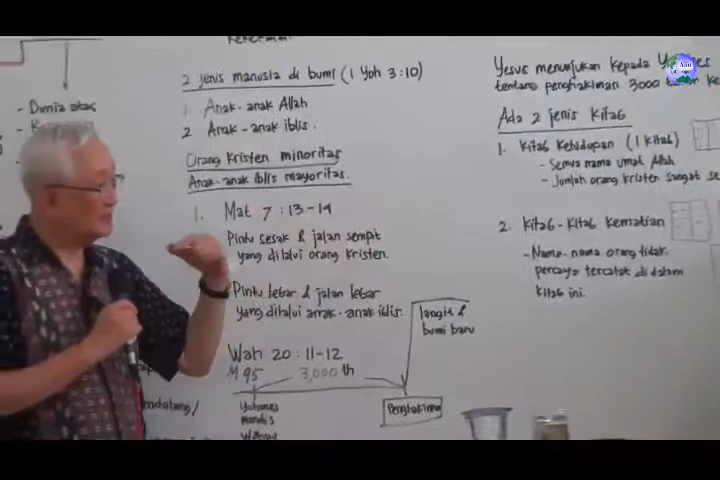 - Dunia atas
2 jenis manusia di bumi (1 Yoh 3:10)
1. Anak-anak Allah
2 Anak-anak iblis.
Orang kristen minoritas
Anak-anak iblis mayoritas.
1. Mat 7:13-14
Pintu sesak & jalan sempit
yang dilalui orang kristen.
Pintu lebar & jalan lebar
yang dilalui anak-anak iblis.
Wah 20:11-12
M 95 3,000 th
Yohanes
menulis
Wahyu
Penghakiman
langit &
bumi baru
Yesus menunjukan kepada
tentang penghakiman 3000
Ada 2 jenis kitab
1. Kitab Kehidupan (1 kitab)
- Semua nama umat Allah
- Jumlah orang kristen sangat
2. Kitab-Kitab Kematian
- Nama-nama orang tidak
percaya tercatat di dalam
kitab ini.